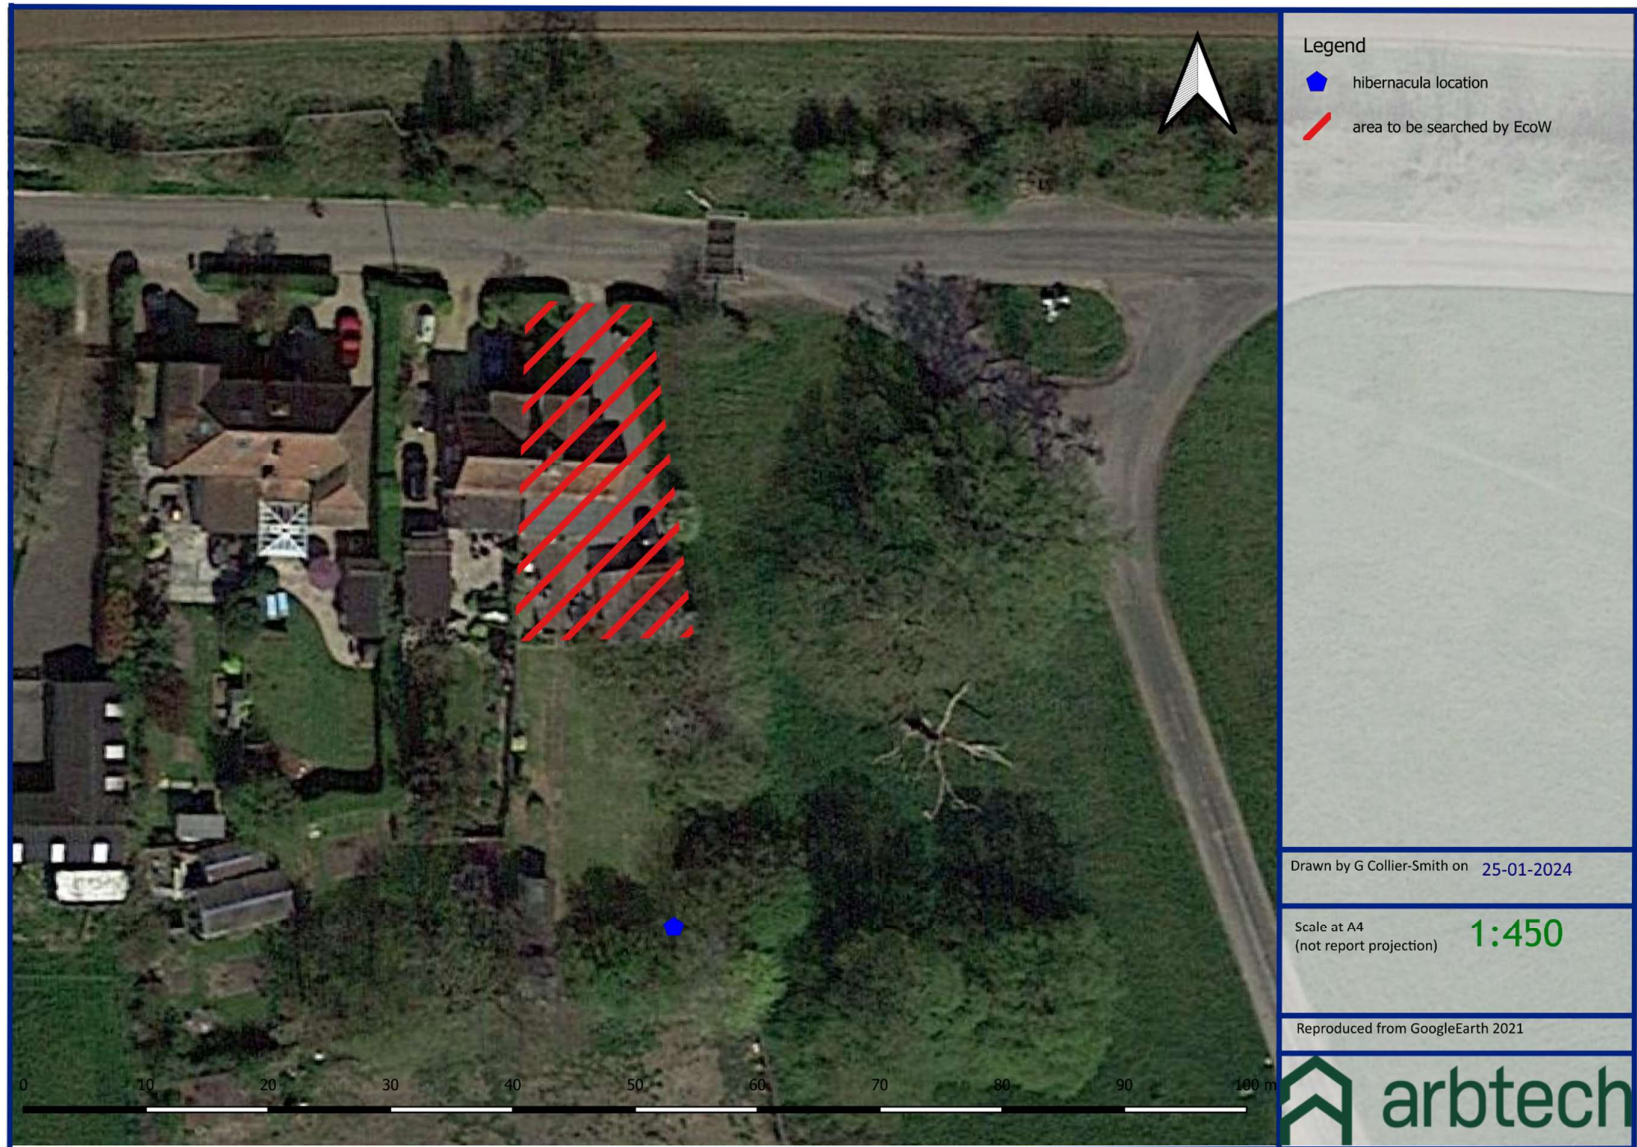 Legend
hibernacula location
area to be searched by EcoW
Drawn by G Collier-Smith on 25-01-2024
Scale at A4
(not report projection) 1:450
Reproduced from GoogleEarth 2021
arbtech
0 10 20 30 40 50 60 70 80 90 100 m